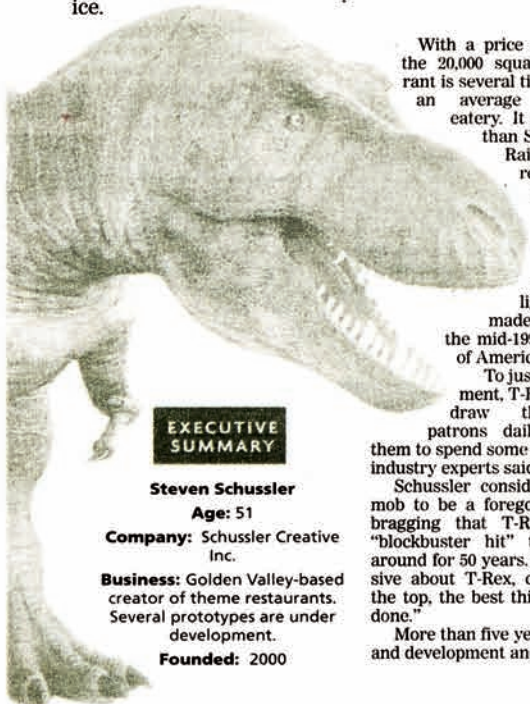 ice.
With a price
the 20,000 squa
rant is several ti
an average
eatery. It
than S
Rai
re
li
made
the mid-199
of Americ
To jus
ment, T-R
draw th
patrons daily
them to spend some
industry experts said
Schussler consid
mob to be a forego
bragging that T-R
“blockbuster hit” t
around for 50 years.
sive about T-Rex, c
the top, the best thi
done.”
More than five ye
and development an
EXECUTIVE
SUMMARY
Steven Schussler
Age: 51
Company: Schussler Creative
Inc.
Business: Golden Valley-based
creator of theme restaurants.
Several prototypes are under
development.
Founded: 2000